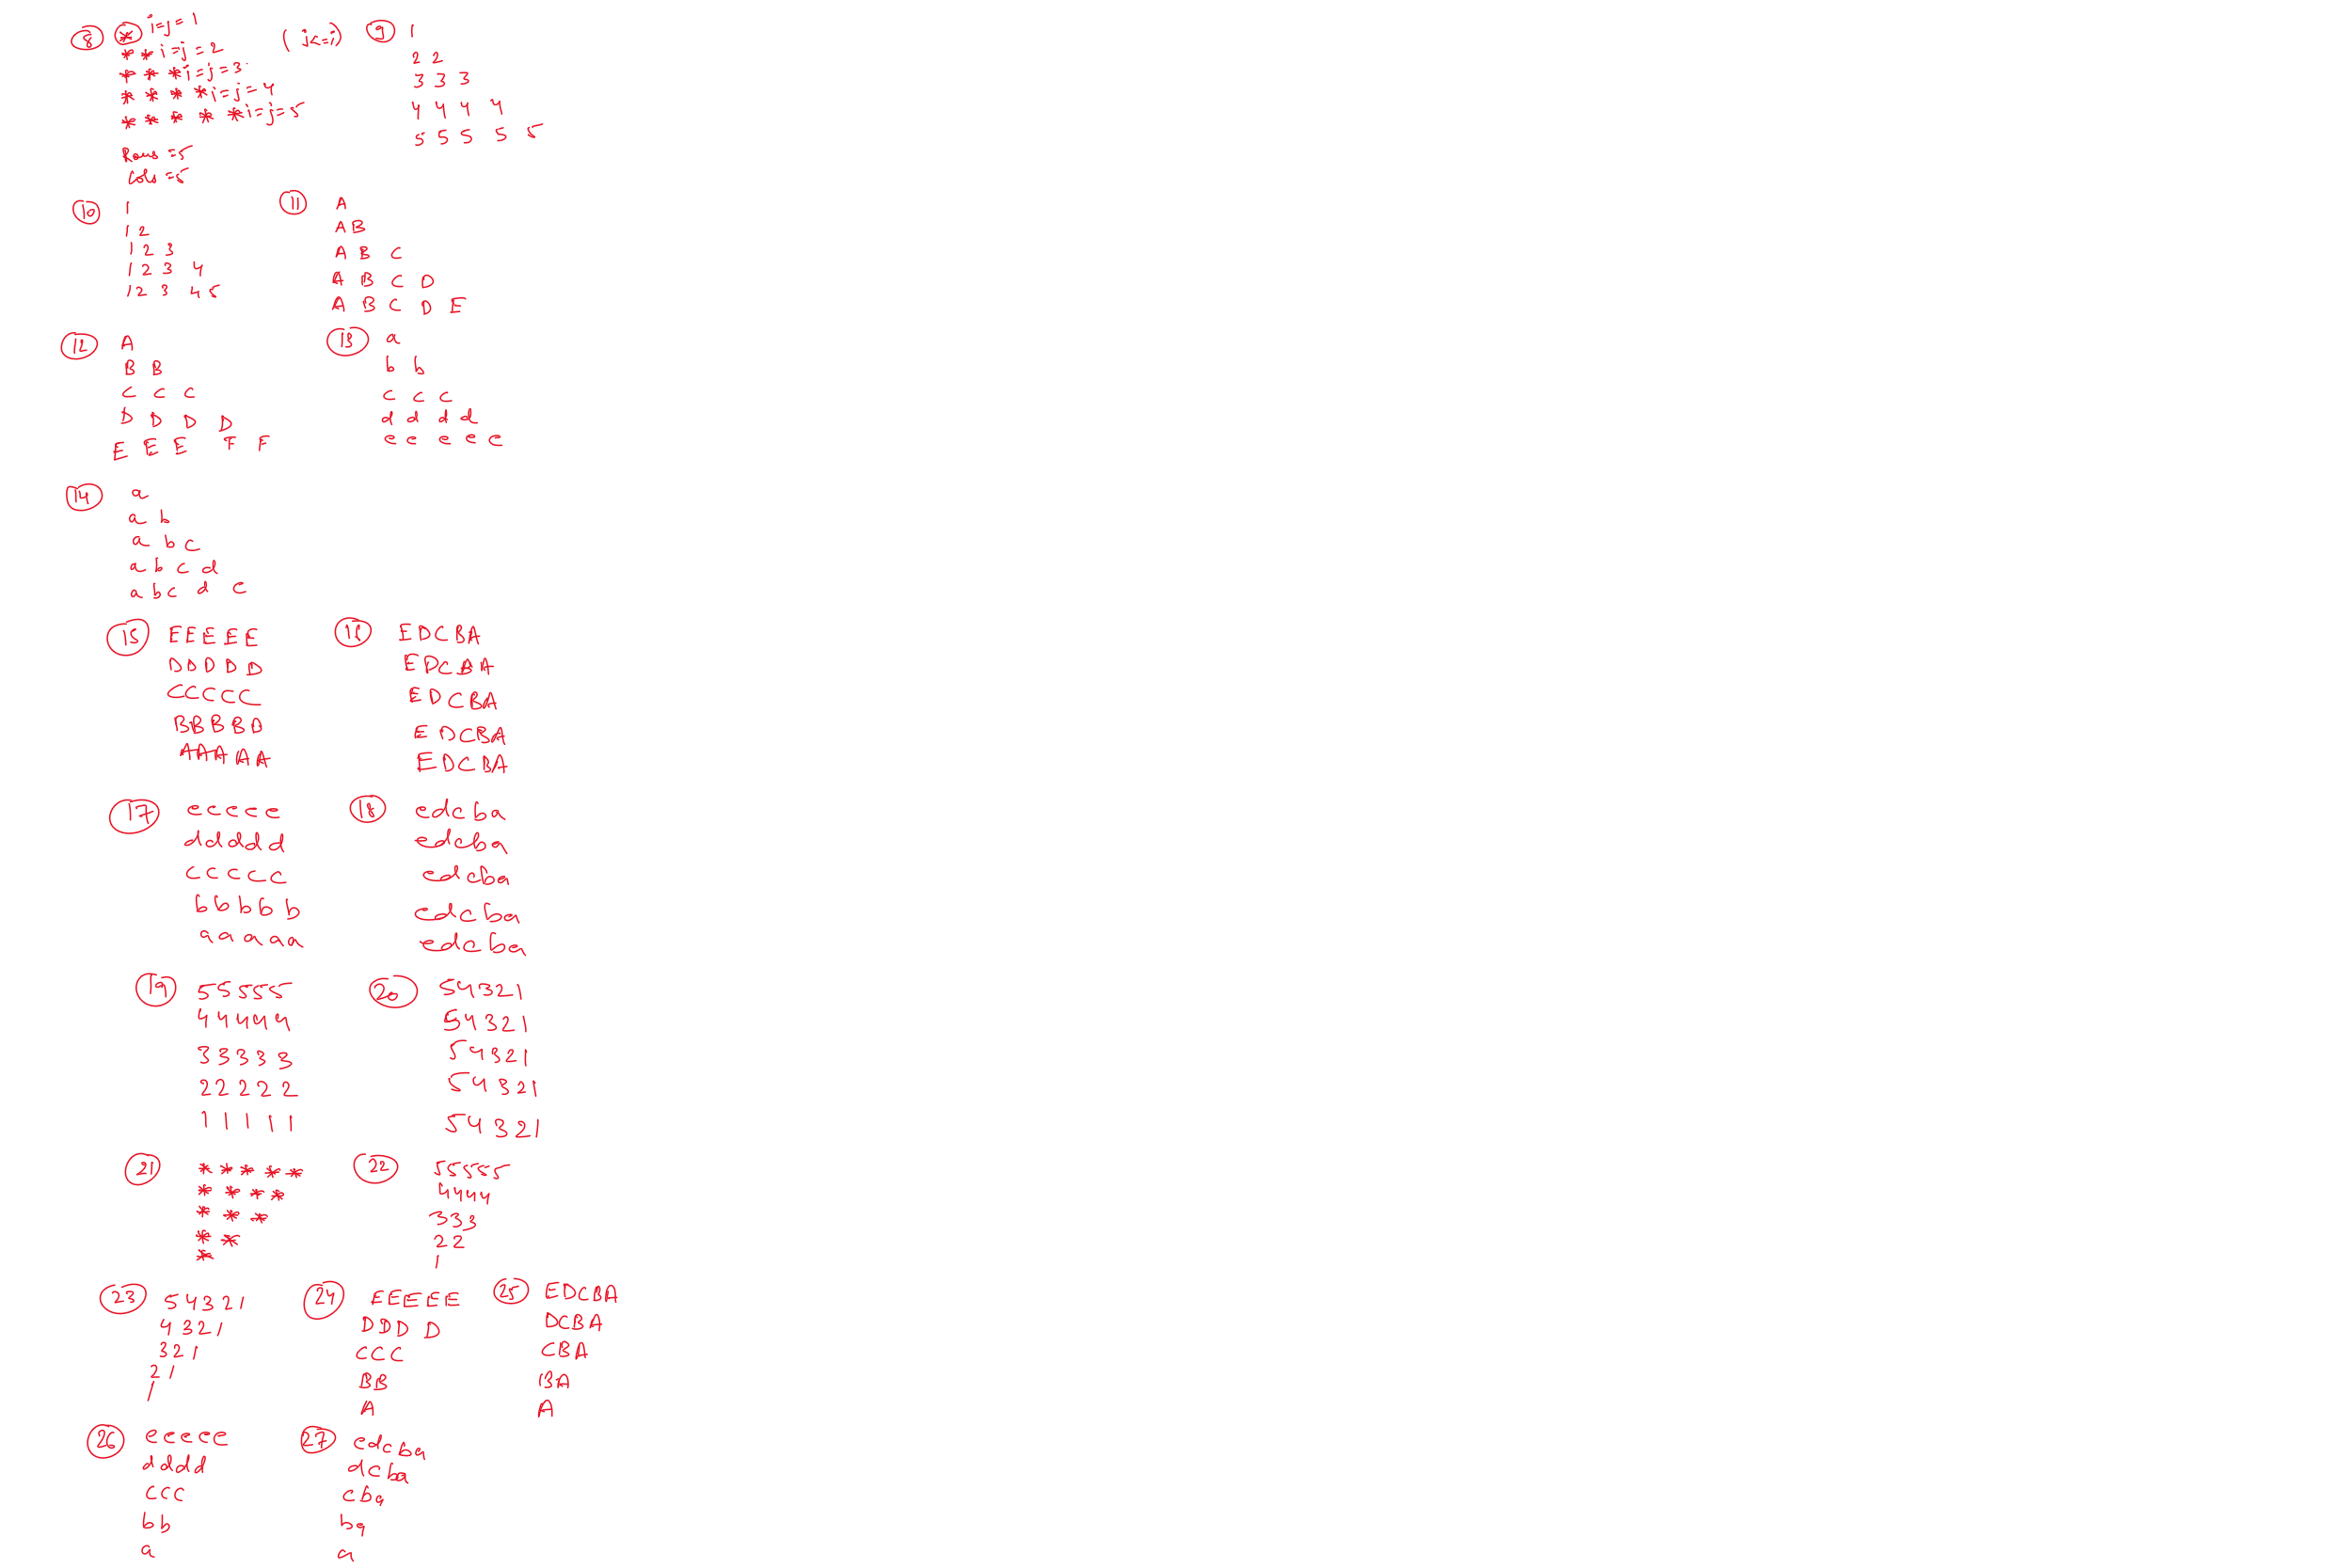 8 * i=j=1
* * i=j=2
* * * i=j=3
* * * * i=j=4
* * * * * i=j=5
Rows =5
Cols =5
(j<=i)
9 1
2 2
3 3 3
4 4 4 4
5 5 5 5 5
10 1
1 2
1 2 3
1 2 3 4
1 2 3 4 5
11 A
A B
A B C
A B C D
A B C D E
12 A
B B
C C C
D D D D
E E E F F
13 a
b b
c c c
d d d d
e e e e e
14 a
a b
a b c
a b c d
a b c d e
15 E E E E E
D D D D D
C C C C C
B B B B D
A A A A A
16 E D C B A
E D C B A
E D C B A
E D C B A
E D C B A
17 e e e e e
d d d d d
c c c c c
b b b b b
a a a a a
18 e d c b a
e d c b a
e d c b a
e d c b a
e d c b a
19 5 5 5 5 5
4 4 4 4 4
3 3 3 3 3
2 2 2 2 2
1 1 1 1 1
20 5 4 3 2 1
5 4 3 2 1
5 4 3 2 1
5 4 3 2 1
5 4 3 2 1
21 * * * * *
* * * *
* * *
* *
*
22 5 5 5 5 5
4 4 4 4
3 3 3
2 2
1
23 5 4 3 2 1
4 3 2 1
3 2 1
2 1
1
24 E E E E E
D D D D
C C C
B B
A
25 E D C B A
D C B A
C B A
B A
A
26 e e e e e
d d d d
c c c
b b
a
27 e d c b a
d c b a
c b a
b a
a